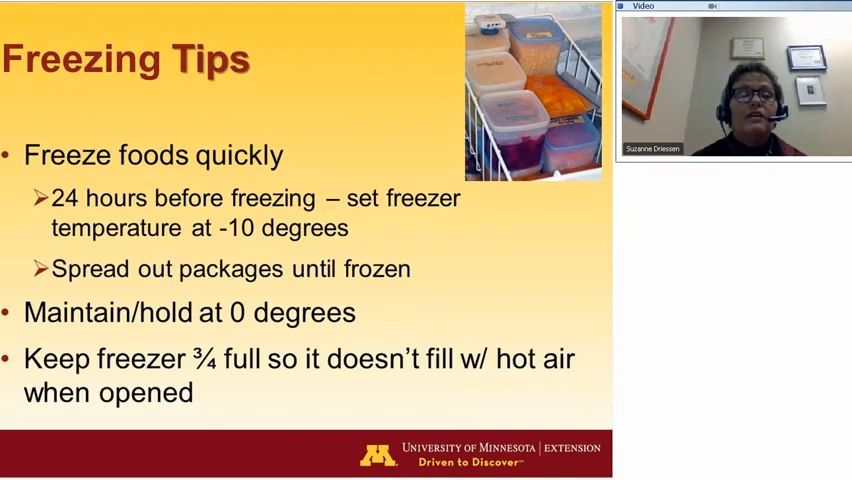 Video
Freezing Tips
Suzanne Driessen
• Freeze foods quickly
➢24 hours before freezing – set freezer
temperature at -10 degrees
➢Spread out packages until frozen
• Maintain/hold at 0 degrees
• Keep freezer ¾ full so it doesn’t fill w/ hot air
when opened
UNIVERSITY OF MINNESOTA | EXTENSION
Driven to Discover℠